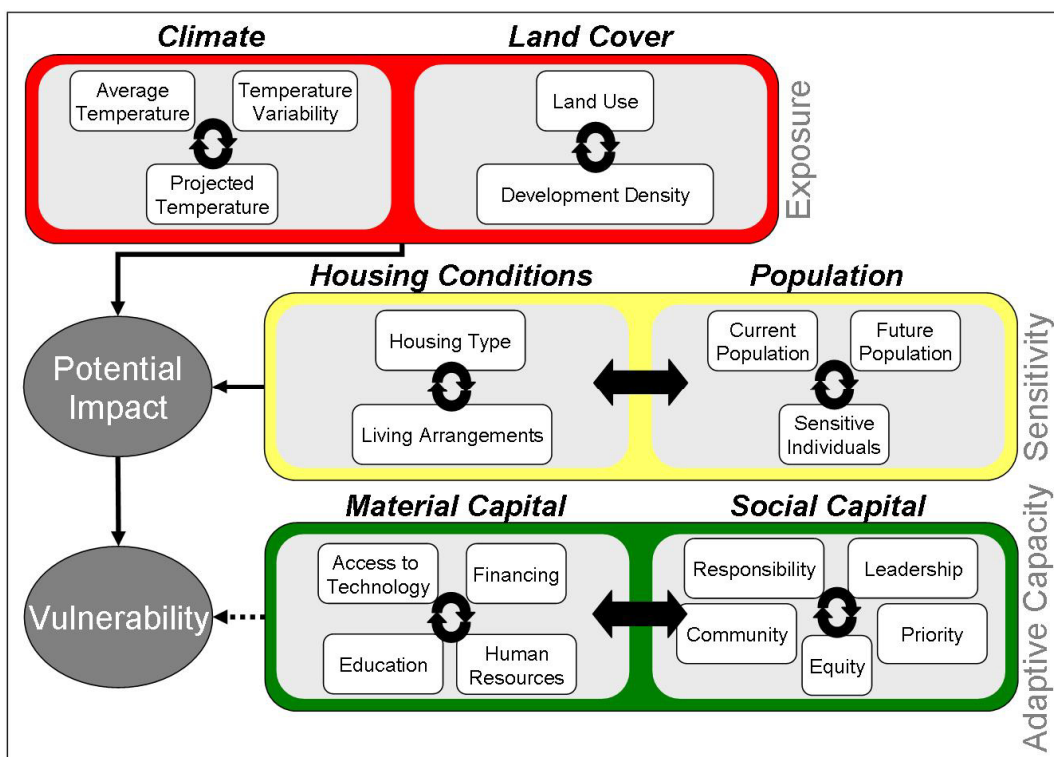 Climate
Land Cover
Average
Temperature
Temperature
Variability
Projected
Temperature
Land Use
Development Density
Exposure
Housing Conditions
Population
Housing Type
Living Arrangements
Current
Population
Future
Population
Sensitive
Individuals
Sensitivity
Potential
Impact
Material Capital
Social Capital
Access to
Technology
Financing
Education
Human
Resources
Responsibility
Leadership
Community
Priority
Equity
Adaptive Capacity
Vulnerability